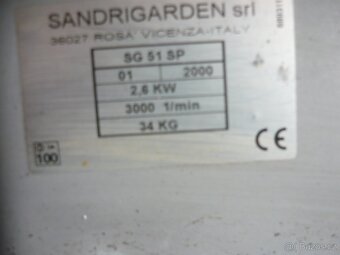 SANDRIGARDEN srl
36027 ROSA' VICENZA-ITALY
SG 51 SP
01 2000
2,6 KW
3000 1/min
34 KG
CE
100